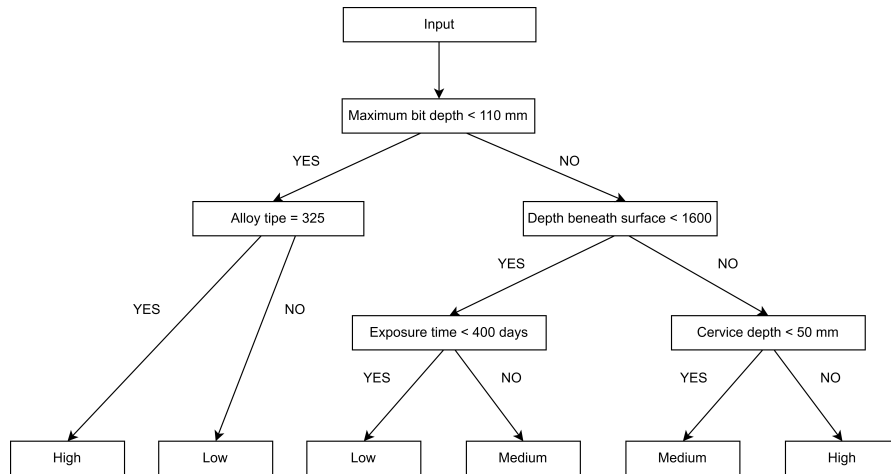 Input
Maximum bit depth < 110 mm
YES
NO
Alloy tipe = 325
Depth beneath surface < 1600
YES
NO
YES
NO
Exposure time < 400 days
Cervice depth < 50 mm
YES
NO
YES
NO
High
Low
Low
Medium
Medium
High